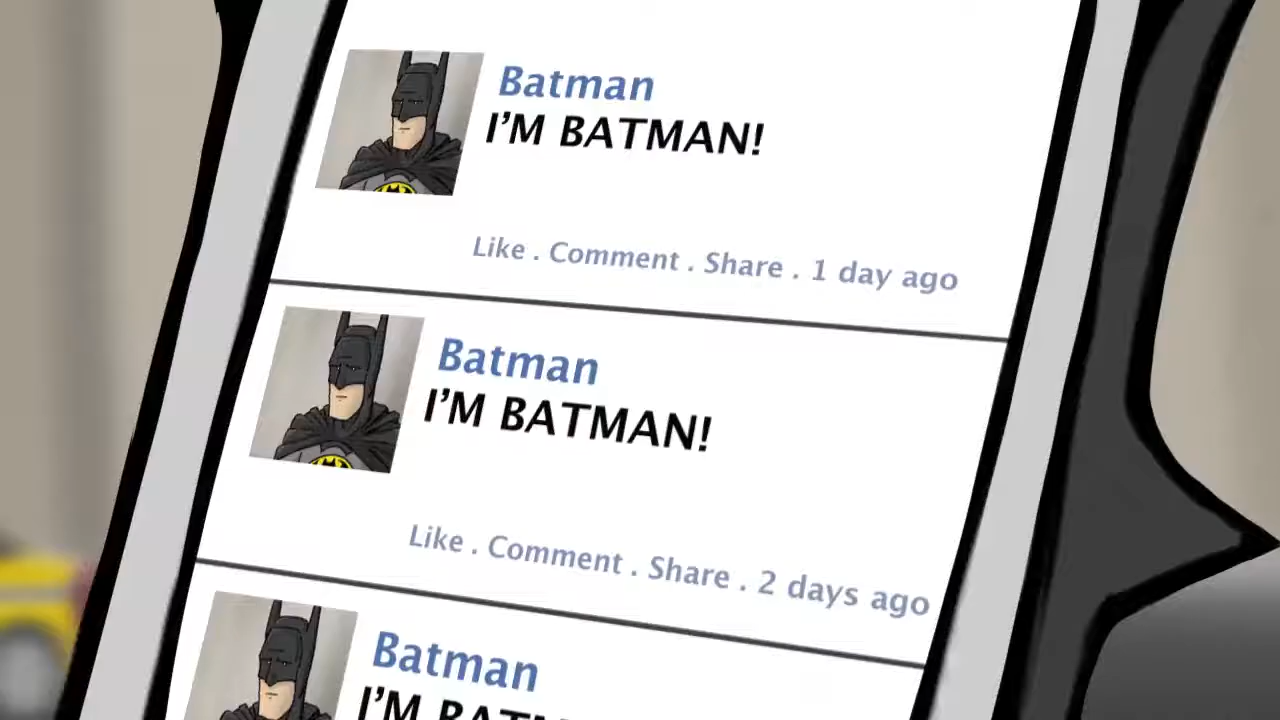 Batman
I'M BATMAN!
Like . Comment . Share . 1 day ago
Batman
I'M BATMAN!
Like . Comment . Share . 2 days ago
Batman
I'M